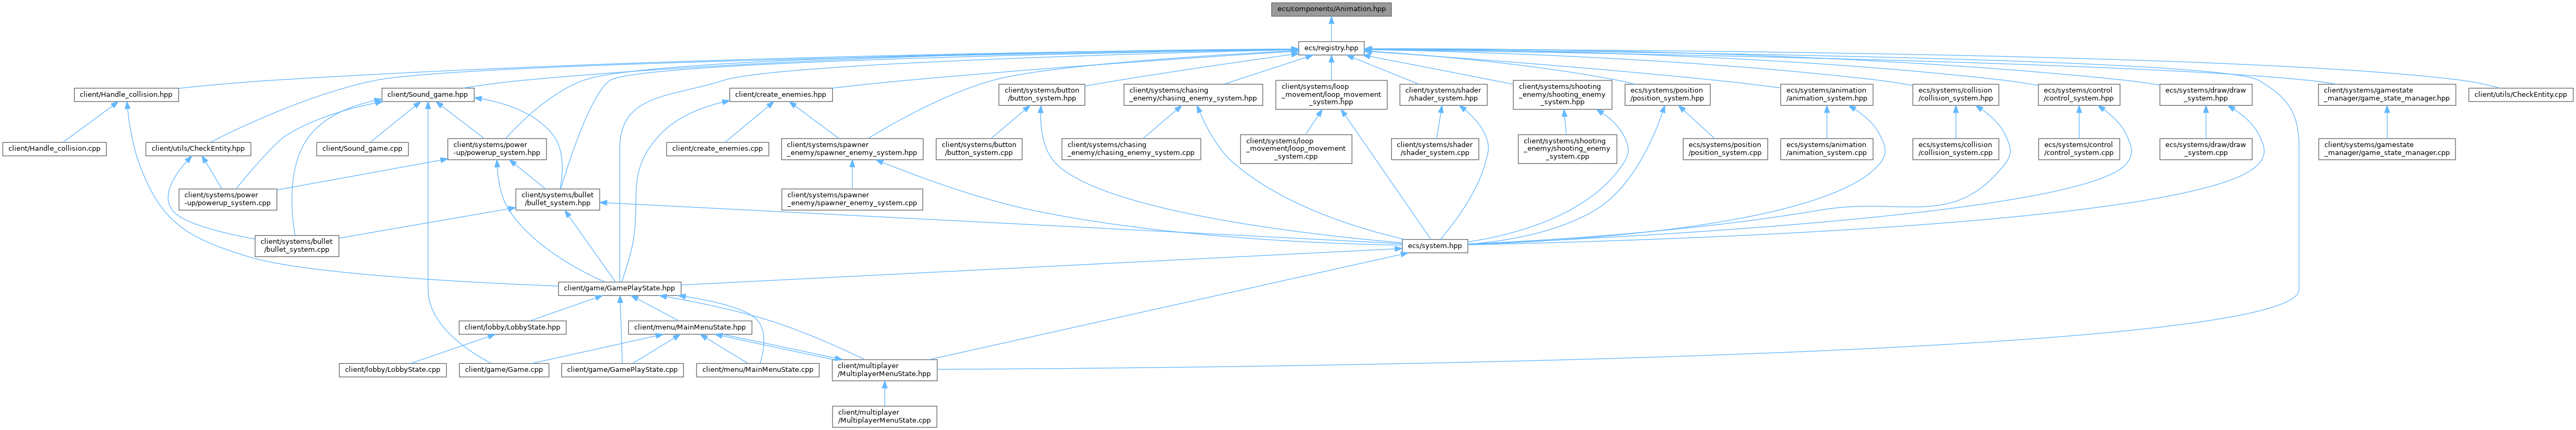 ecs/components/Animation.hpp
ecs/registry.hpp
client/Handle_collision.hpp
client/Sound_game.hpp
client/create_enemies.hpp
client/systems/button
/button_system.hpp
client/systems/chasing
_enemy/chasing_enemy_system.hpp
client/systems/loop
_movement/loop_movement
_system.hpp
client/systems/shader
/shader_system.hpp
client/systems/shooting
_enemy/shooting_enemy
_system.hpp
ecs/systems/position
/position_system.hpp
ecs/systems/animation
/animation_system.hpp
ecs/systems/collision
/collision_system.hpp
ecs/systems/control
/control_system.hpp
ecs/systems/draw/draw
_system.hpp
client/systems/gamestate
_manager/game_state_manager.hpp
client/utils/CheckEntity.cpp
client/Handle_collision.cpp
client/utils/CheckEntity.hpp
client/Sound_game.cpp
client/systems/power
-up/powerup_system.hpp
client/create_enemies.cpp
client/systems/spawner
_enemy/spawner_enemy_system.hpp
client/systems/button
/button_system.cpp
client/systems/chasing
_enemy/chasing_enemy_system.cpp
client/systems/loop
_movement/loop_movement
_system.cpp
client/systems/shader
/shader_system.cpp
client/systems/shooting
_enemy/shooting_enemy
_system.cpp
ecs/systems/position
/position_system.cpp
ecs/systems/animation
/animation_system.cpp
ecs/systems/collision
/collision_system.cpp
ecs/systems/control
/control_system.cpp
ecs/systems/draw/draw
_system.cpp
client/systems/gamestate
_manager/game_state_manager.cpp
client/systems/power
-up/powerup_system.cpp
client/systems/bullet
/bullet_system.hpp
client/systems/spawner
_enemy/spawner_enemy_system.cpp
client/systems/bullet
/bullet_system.cpp
ecs/system.hpp
client/game/GamePlayState.hpp
client/lobby/LobbyState.hpp
client/menu/MainMenuState.hpp
client/lobby/LobbyState.cpp
client/game/Game.cpp
client/game/GamePlayState.cpp
client/menu/MainMenuState.cpp
client/multiplayer
/MultiplayerMenuState.hpp
client/multiplayer
/MultiplayerMenuState.cpp